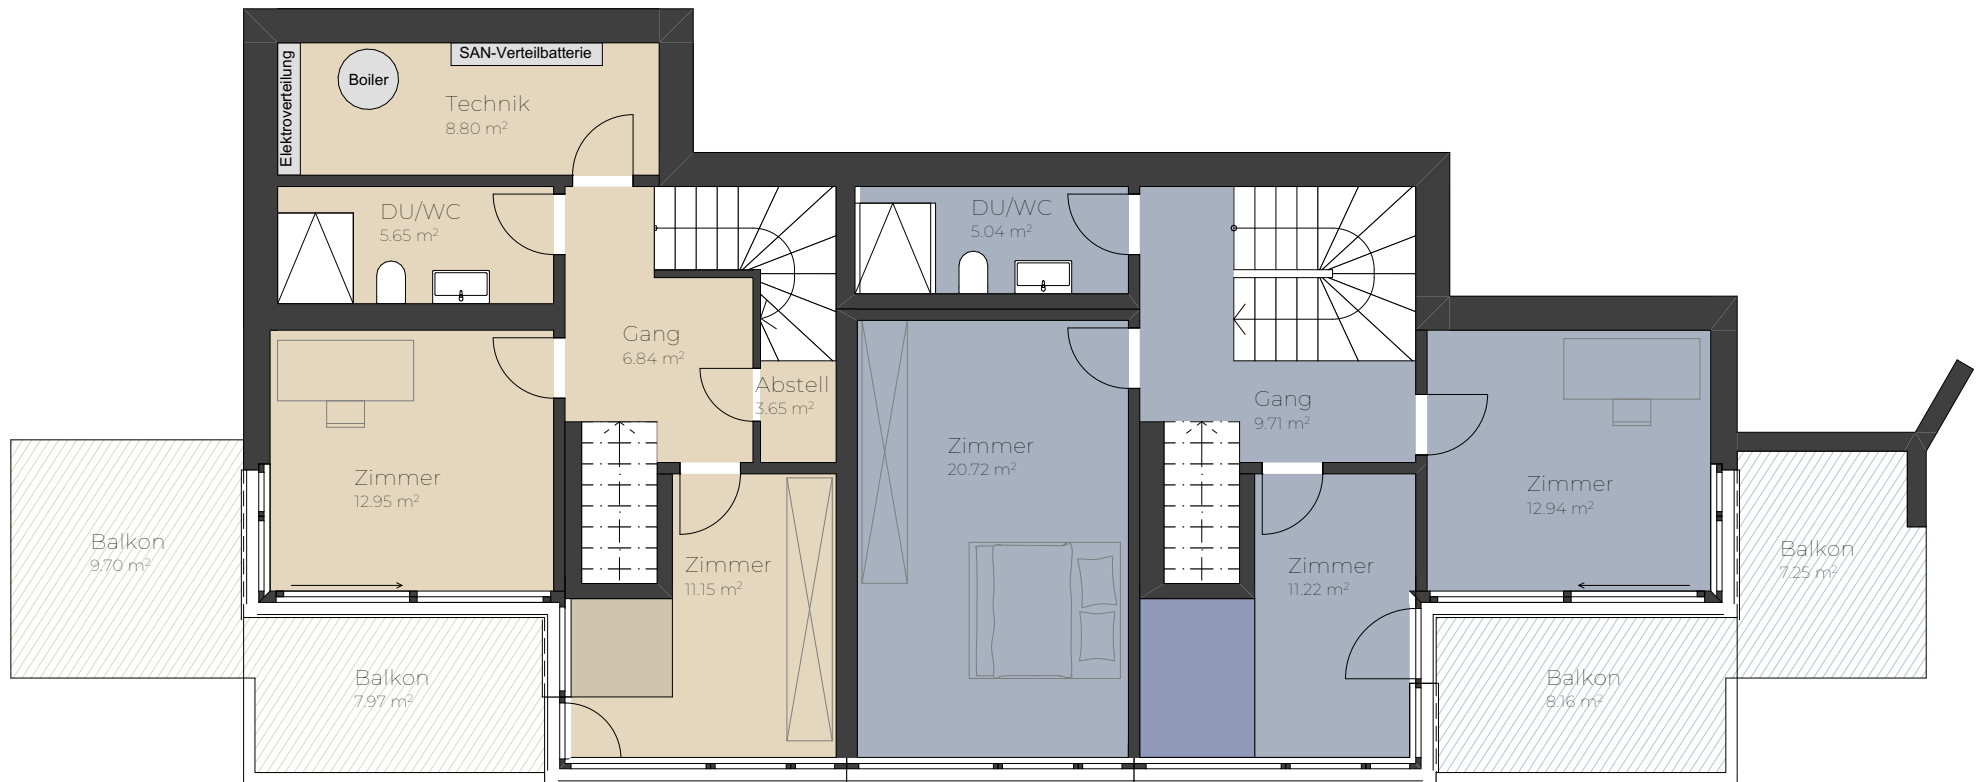 Elektroverteilung
Boiler
SAN-Verteilbatterie
Technik
8.80 m²
DU/WC
5.65 m²
DU/WC
5.04 m²
Gang
6.84 m²
Abstell
3.65 m²
Gang
9.71 m²
Zimmer
12.95 m²
Zimmer
20.72 m²
Zimmer
12.94 m²
Balkon
9.70 m²
Zimmer
11.15 m²
Zimmer
11.22 m²
Balkon
7.25 m²
Balkon
7.97 m²
Balkon
8.16 m²